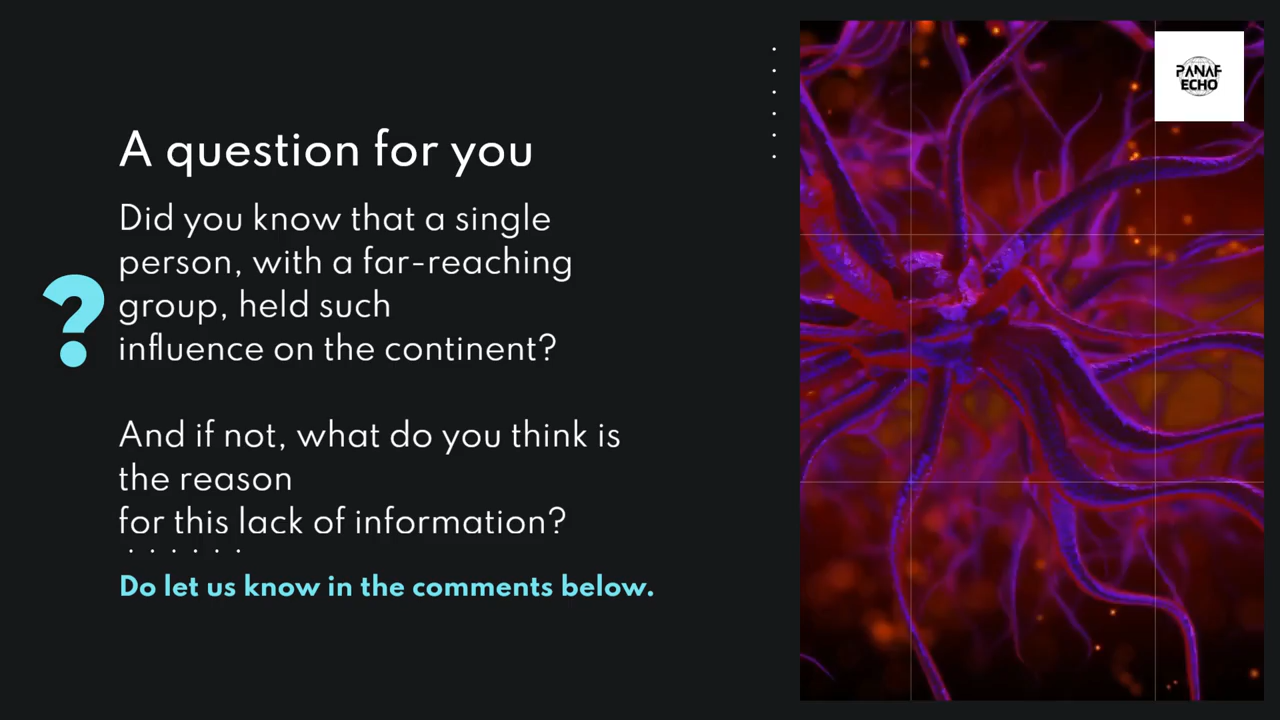 A question for you
Did you know that a single
person, with a far-reaching
group, held such
influence on the continent?
?
And if not, what do you think is
the reason
for this lack of information?
Do let us know in the comments below.
PANAF
ECHO